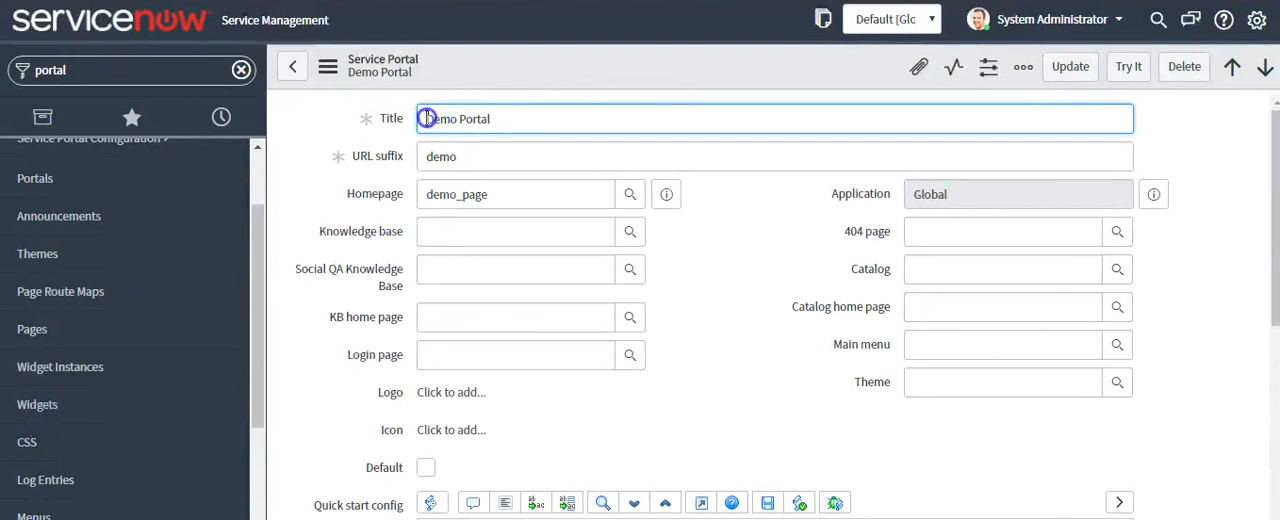 servicenow Service Management
Default [Glc
System Administrator
portal
Service Portal
Demo Portal
Update
Try It
Delete
Service Portal Configuration
Portals
Announcements
Themes
Page Route Maps
Pages
Widget Instances
Widgets
CSS
Log Entries
Menus
Title Demo Portal
URL suffix demo
Homepage demo_page
Application Global
Knowledge base
404 page
Social QA Knowledge
Base
Catalog
KB home page
Catalog home page
Login page
Main menu
Logo Click to add...
Theme
Icon Click to add...
Default
Quick start config